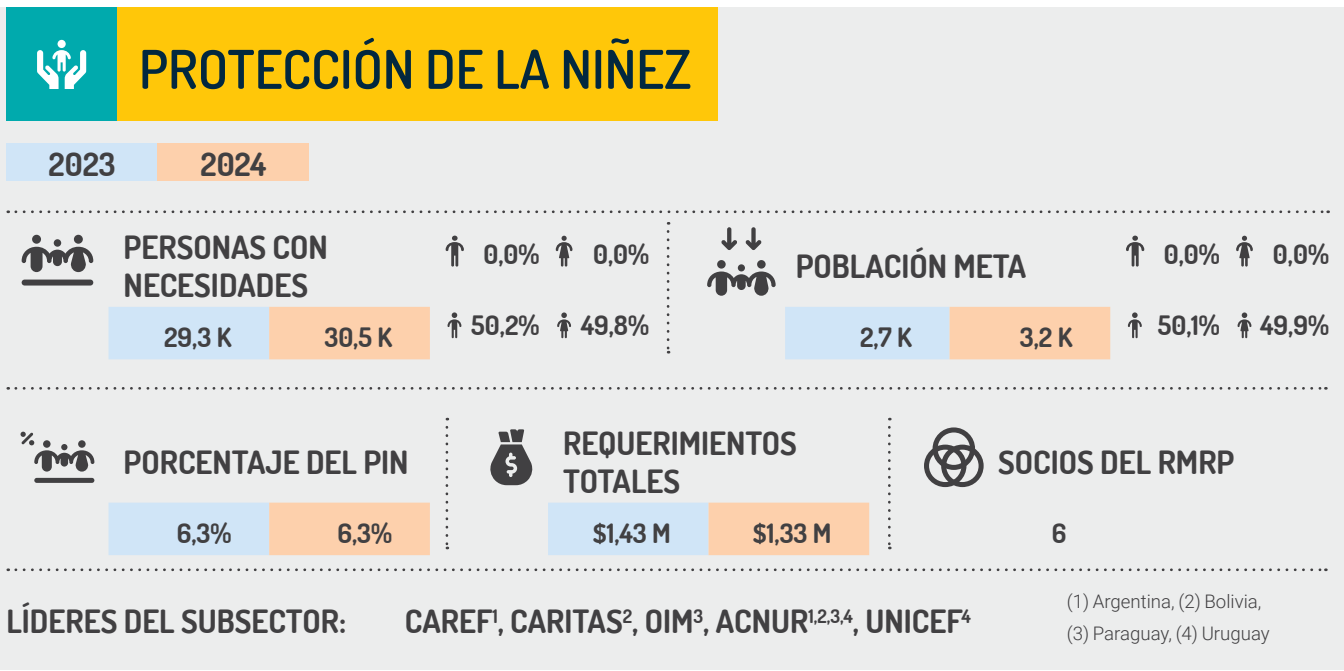 PROTECCIÓN DE LA NIÑEZ
2023 2024
PERSONAS CON
NECESIDADES
29,3 K 30,5 K
0,0% 0,0%
50,2% 49,8%
POBLACIÓN META
2,7 K 3,2 K
0,0% 0,0%
50,1% 49,9%
%
PORCENTAJE DEL PIN
6,3% 6,3%
$
REQUERIMIENTOS
TOTALES
$1,43 M $1,33 M
SOCIOS DEL RMRP
6
LÍDERES DEL SUBSECTOR: CAREF¹, CARITAS², OIM³, ACNUR¹,²,³,⁴, UNICEF⁴
(1) Argentina, (2) Bolivia,
(3) Paraguay, (4) Uruguay